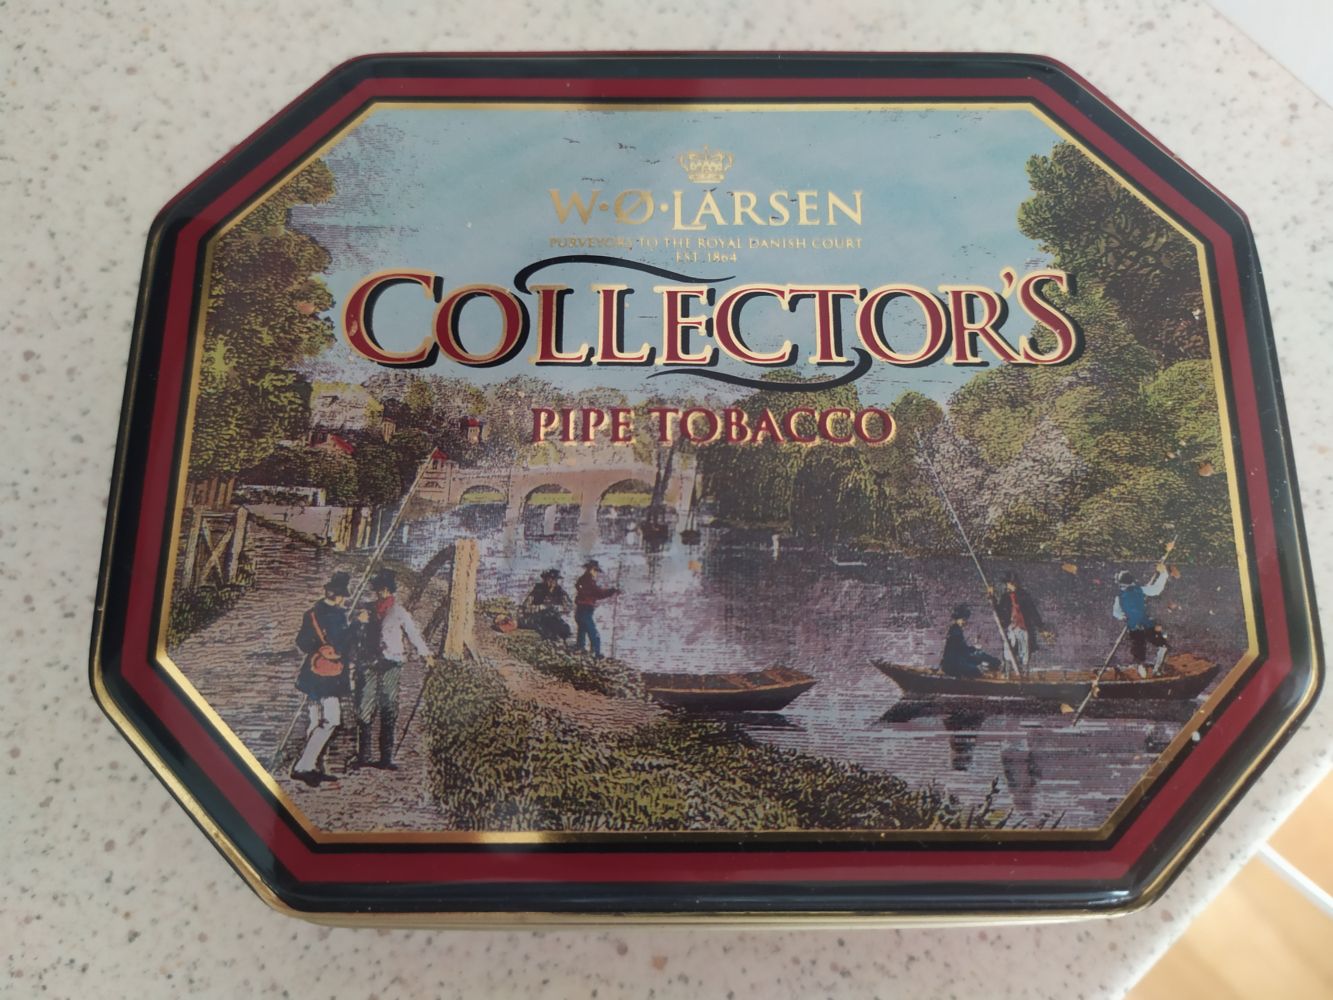 W·Ø·LARSEN
PURVEYORS TO THE ROYAL DANISH COURT
EST. 1864
COLLECTOR'S
PIPE TOBACCO